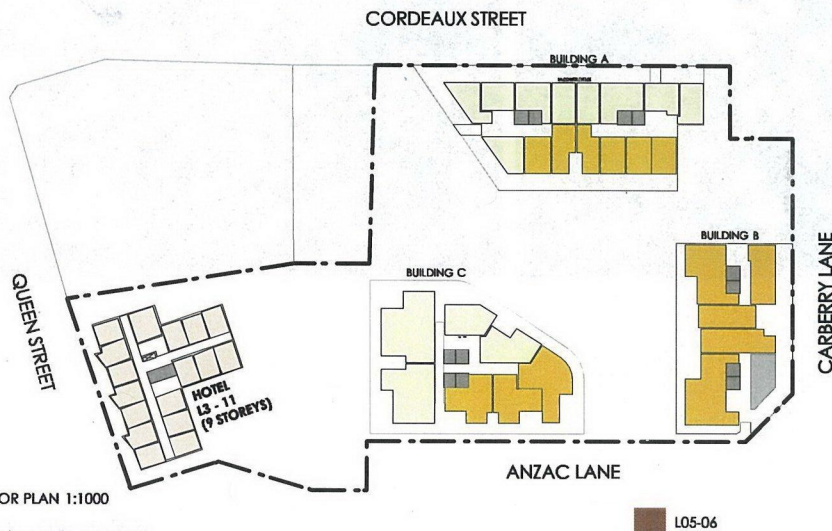 CORDEAUX STREET
BUILDING A
BUILDING B
CARBERRY LANE
BUILDING C
QUEEN STREET
HOTEL
L3 - 11
(9 STOREYS)
ANZAC LANE
OR PLAN 1:1000
L05-06